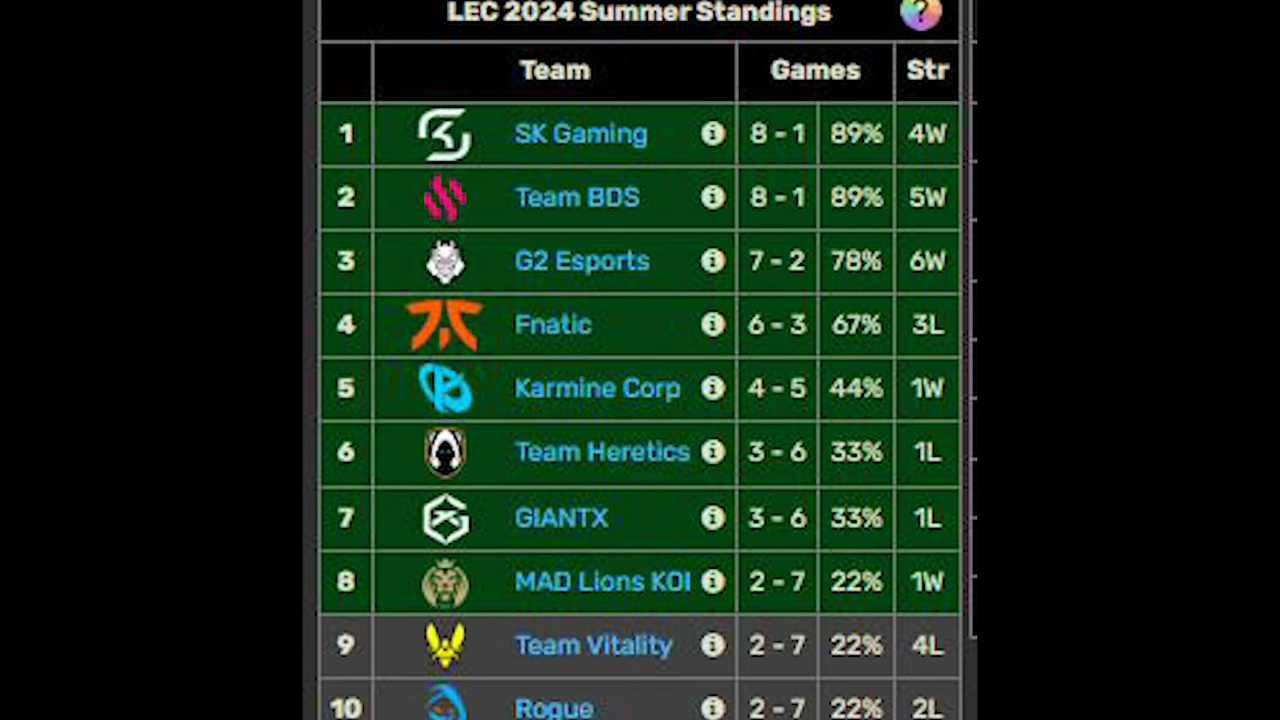 LEC 2024 Summer Standings ?
Team Games Str
1 SK Gaming 8 - 1 89% 4W
2 Team BDS 8 - 1 89% 5W
3 G2 Esports 7 - 2 78% 6W
4 Fnatic 6 - 3 67% 3L
5 Karmine Corp 4 - 5 44% 1W
6 Team Heretics 3 - 6 33% 1L
7 GIANTX 3 - 6 33% 1L
8 MAD Lions KOI 2 - 7 22% 1W
9 Team Vitality 2 - 7 22% 4L
10 Rogue 2 - 7 22% 2L